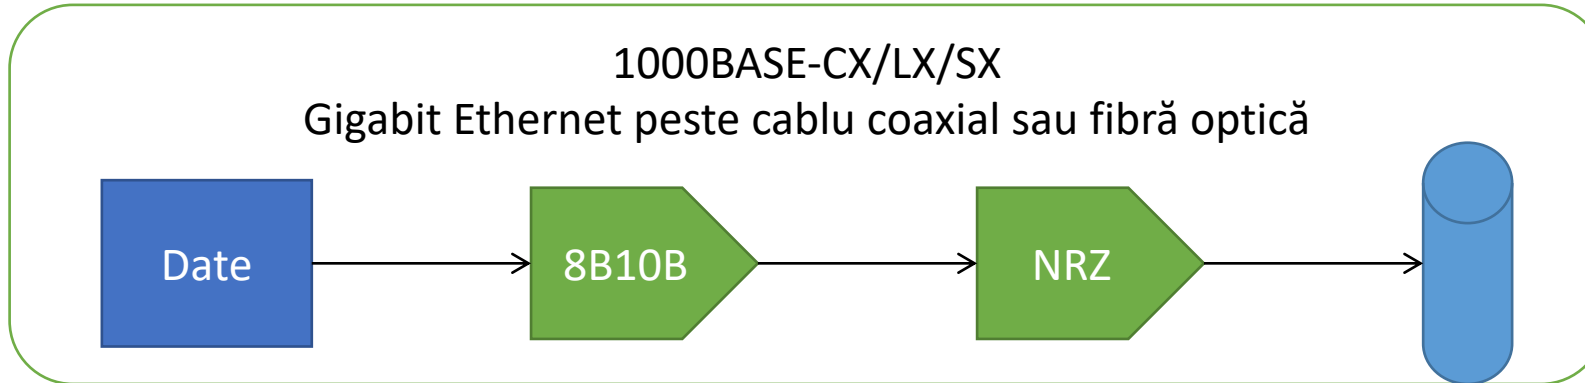 1000BASE-CX/LX/SX
Gigabit Ethernet peste cablu coaxial sau fibră optică
Date
8B10B
NRZ